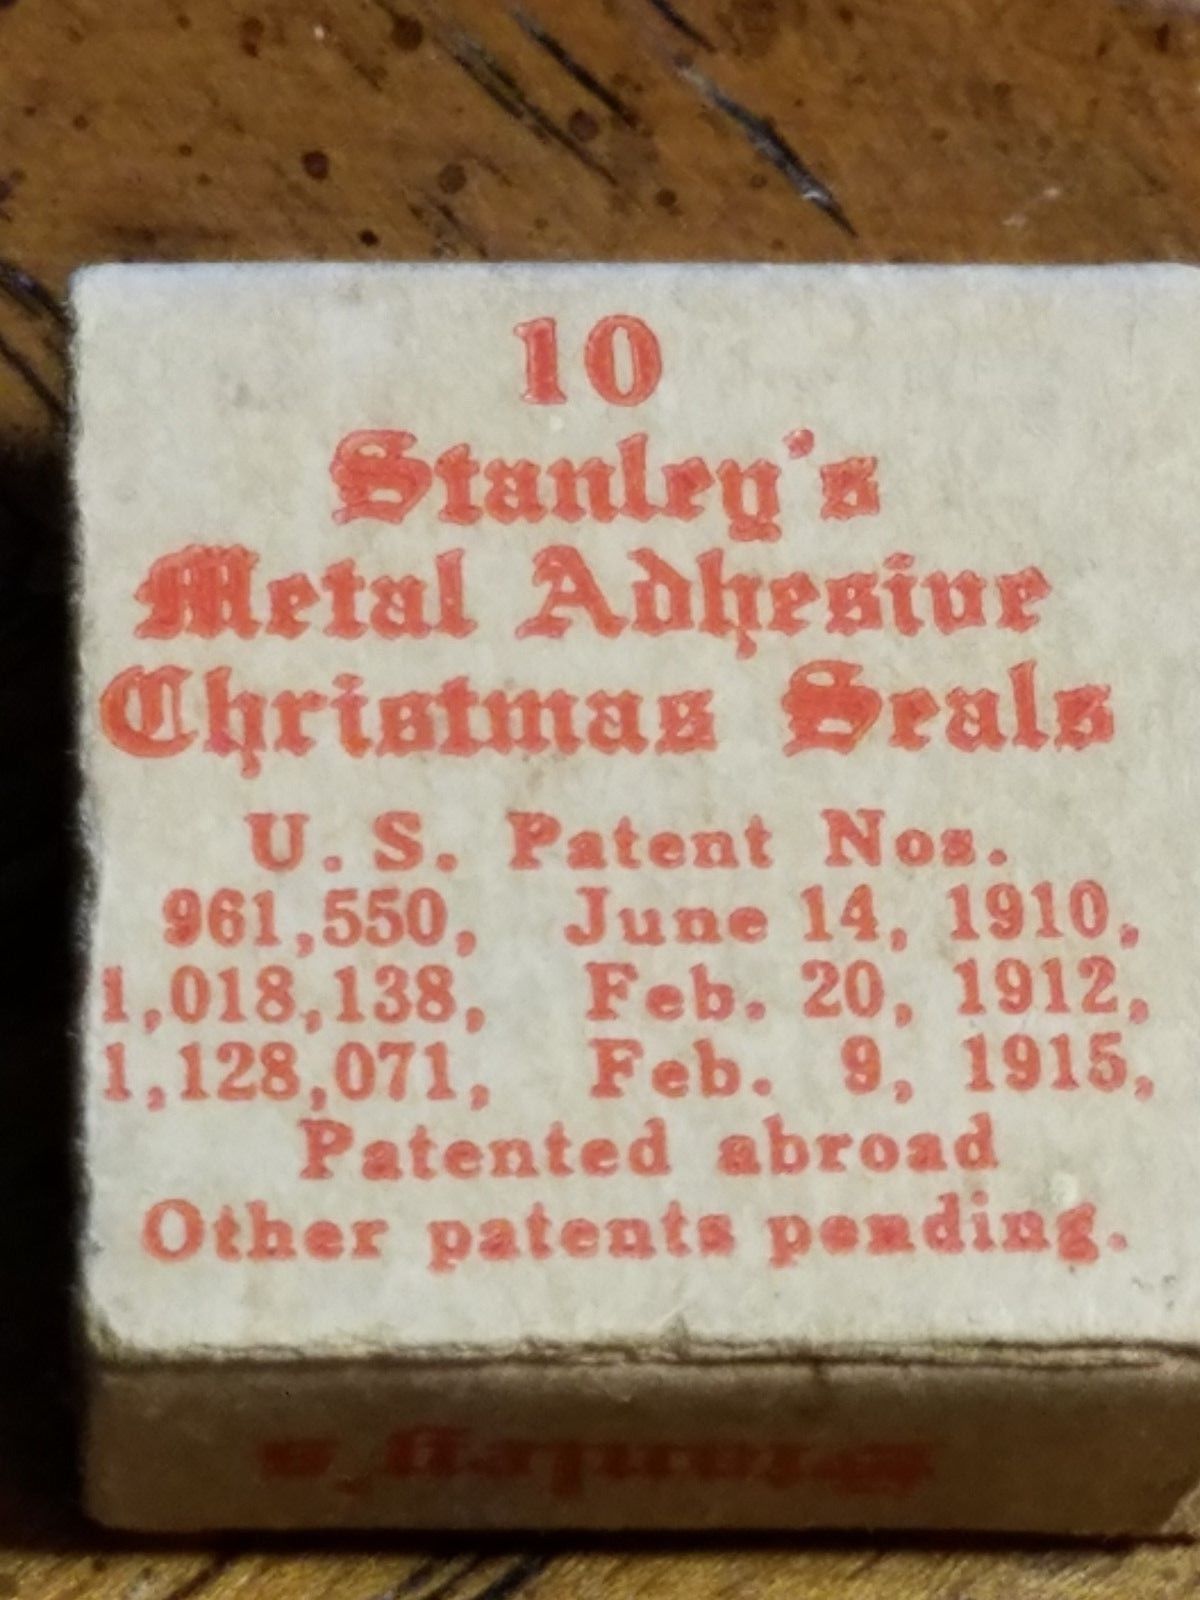 10
Stanley's
Metal Adhesive
Christmas Seals
U. S. Patent Nos.
961,550, June 14, 1910,
1,018,138, Feb. 20, 1912,
1,128,071, Feb. 9, 1915,
Patented abroad
Other patents pending.
Stanley's